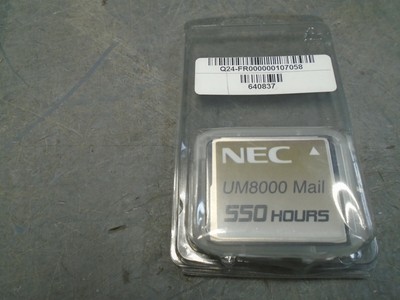 Q24-FR000000107058
640837
NEC
UM8000 Mail
550 HOURS